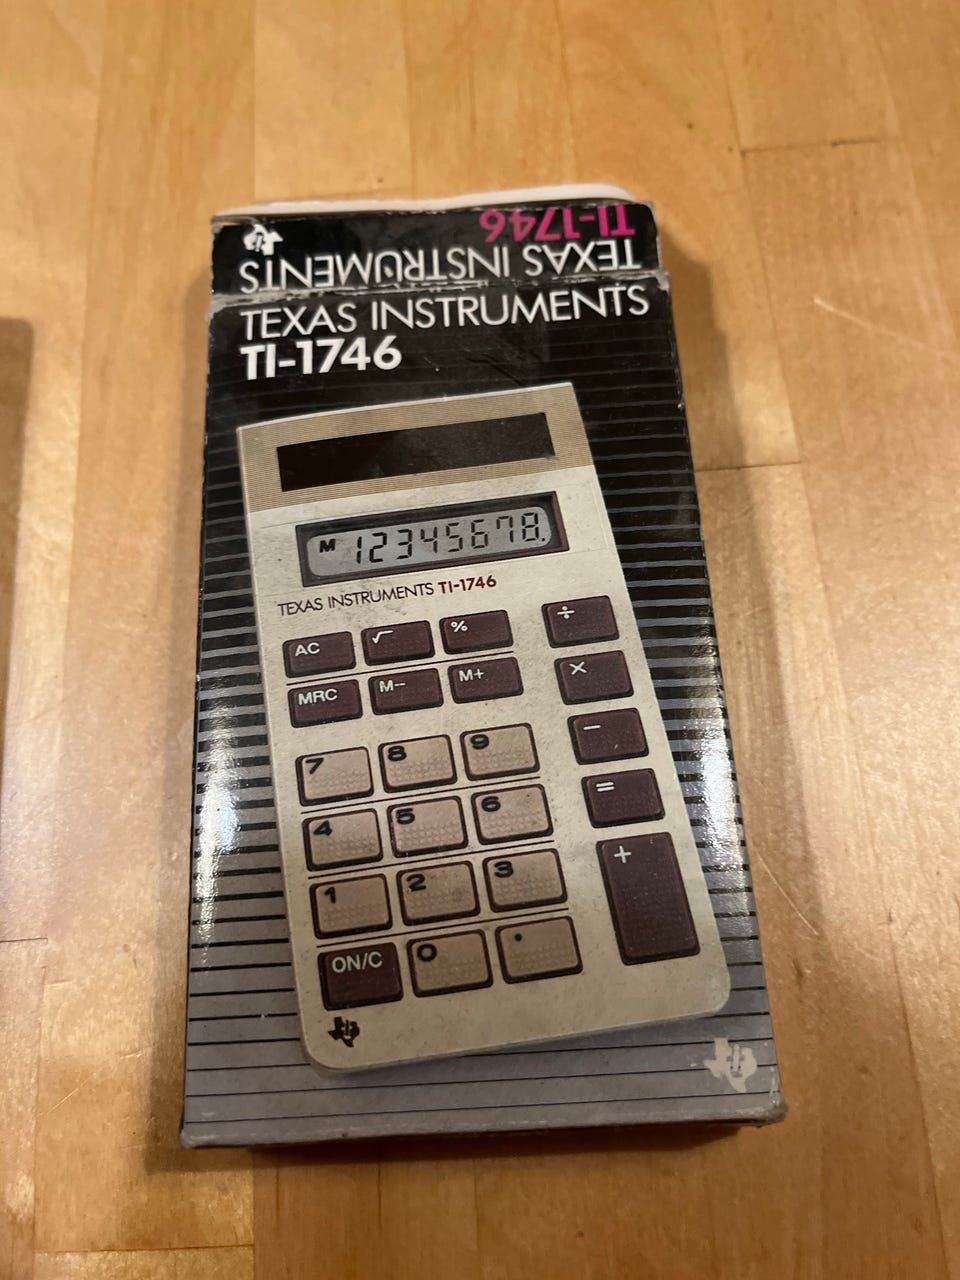 TI-1746
TEXAS INSTRUMENTS
TEXAS INSTRUMENTS
TI-1746
M 12345678.
TEXAS INSTRUMENTS TI-1746
AC √ % ÷
MRC M− M+ ×
7 8 9 −
4 5 6 =
1 2 3 +
ON/C 0 .